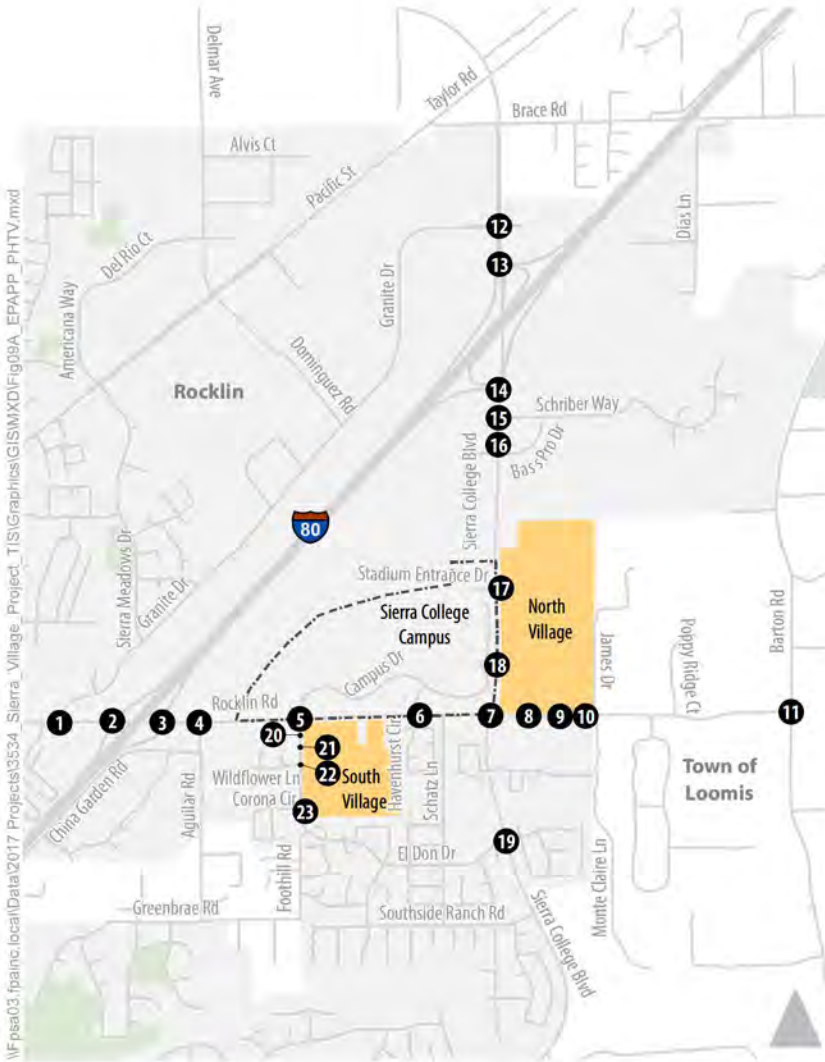 Delmar Ave
Taylor Rd
Brace Rd
Alvis Ct
Pacific St
Dias Ln
12
Del Rio Ct
13
Granite Dr
Americana Way
Dominguez Rd
Rocklin
14
Schriber Way
15
16
Bass Pro Dr
Sierra College Blvd
80
Sierra Meadows Dr
Granite Dr
Stadium Entrance Dr
17
Sierra College
Campus
North
Village
James Dr
Poppy Ridge Ct
Barton Rd
18
Campus Dr
Rocklin Rd
1
2
3
4
5
6
7
8
9
10
11
20
21
22
China Garden Rd
Aguilar Rd
Wildflower Ln
Corona Cir
South
Village
Havenhurst Cir
Schatz Ln
Town of
Loomis
23
19
El Don Dr
Foothill Rd
Greenbrae Rd
Southside Ranch Rd
Sierra College Blvd
Monte Claire Ln
\\Fpsa03.fpainc.local\Data\2017 Projects\3534_Sierra_Village_Project_TIS\Graphics\GIS\MXD\Fig09A_EPAPP_PHTV.mxd